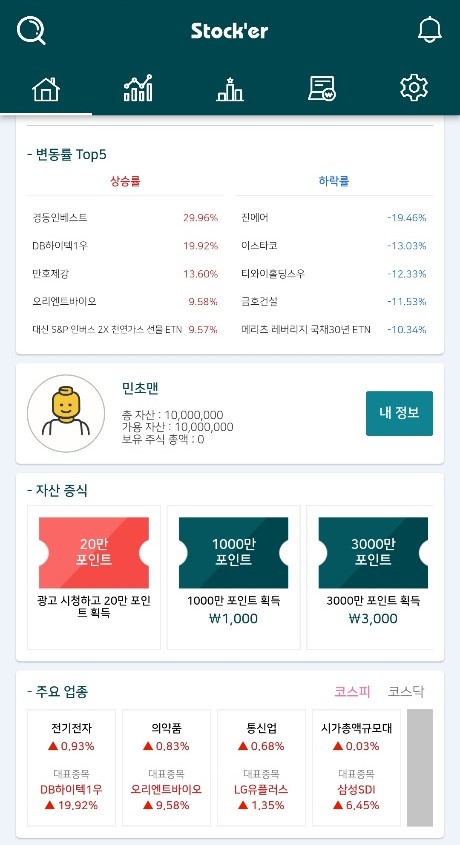 Stock'er
- 변동률 Top5
상승률
하락률
경동인베스트 29.96%
진에어 -19.46%
DB하이텍1우 19.92%
이스타코 -13.03%
만호제강 13.60%
티와이홀딩스우 -12.33%
오리엔트바이오 9.58%
금호건설 -11.53%
대신 S&P 인버스 2X 천연가스 선물 ETN 9.57%
메리츠 레버리지 국채30년 ETN -10.34%
민초맨
총 자산 : 10,000,000
가용 자산 : 10,000,000
보유 주식 총액 : 0
내 정보
- 자산 증식
20만
포인트
광고 시청하고 20만 포인
트 획득
1000만
포인트
1000만 포인트 획득
₩1,000
3000만
포인트
3000만 포인트 획득
₩3,000
- 주요 업종
코스피 코스닥
전기전자
▲ 0,93%
대표종목
DB하이텍1우
▲ 19,92%
의약품
▲ 0,83%
대표종목
오리엔트바이오
▲ 9,58%
통신업
▲ 0,68%
대표종목
LG유플러스
▲ 1,35%
시가총액규모대
▲ 0,03%
대표종목
삼성SDI
▲ 6,45%